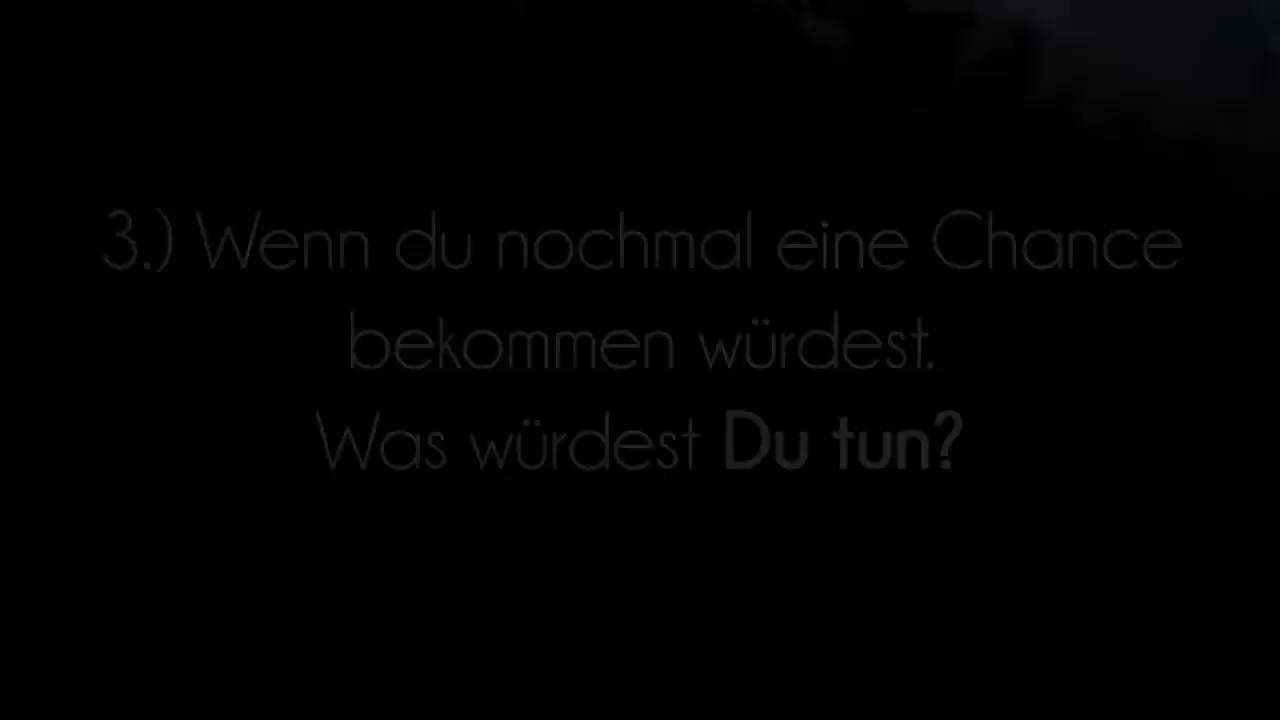 3.) Wenn du nochmal eine Chance
bekommen würdest.
Was würdest Du tun?